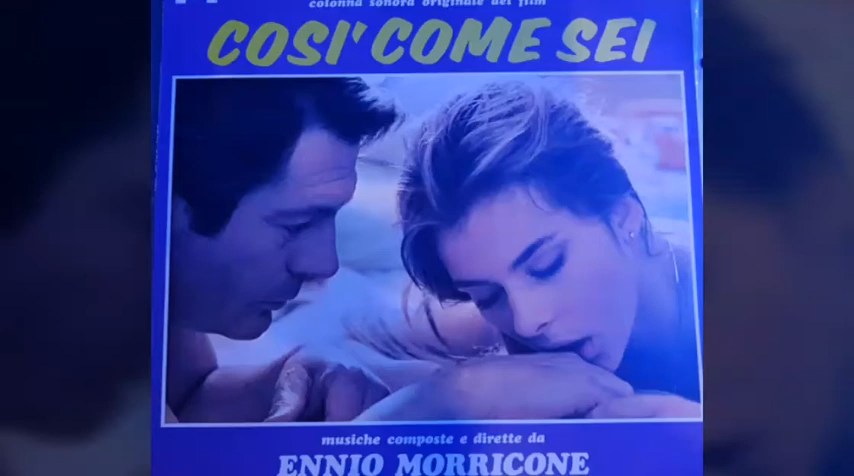 colonna sonora originale del film
COSI' COME SEI
musiche composte e dirette da
ENNIO MORRICONE